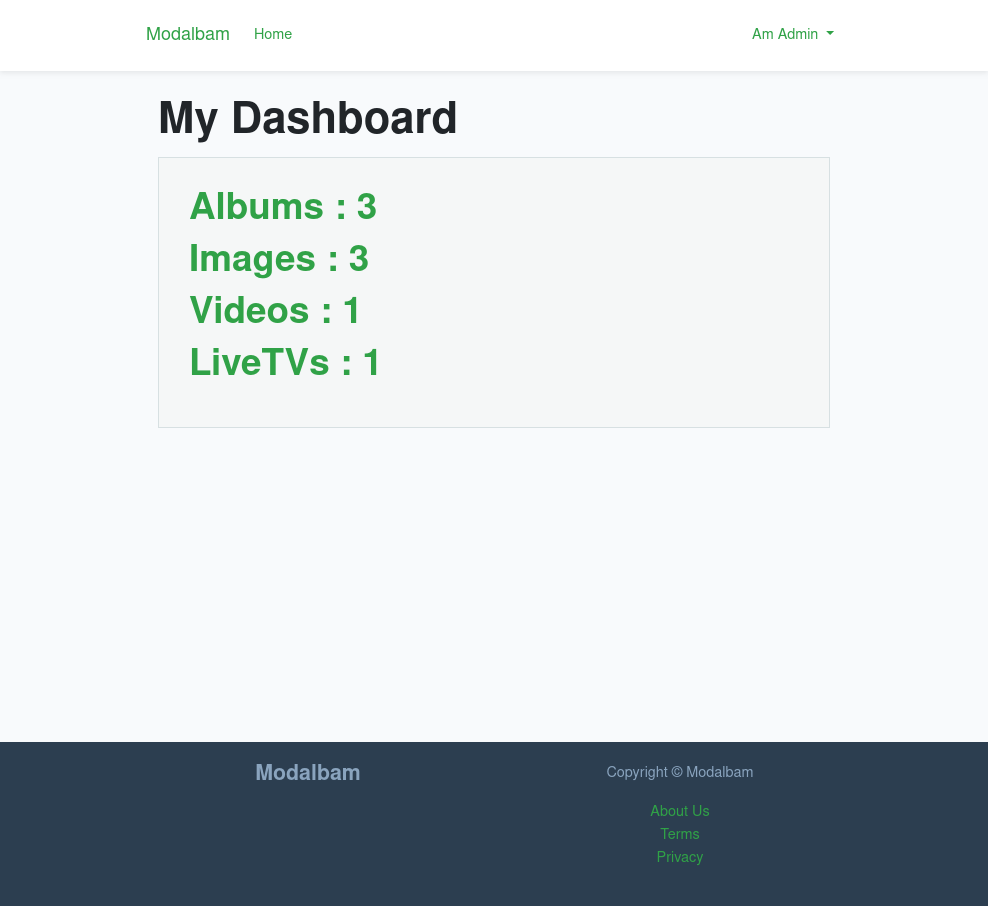 Modalbam Home Am Admin
My Dashboard
Albums : 3
Images : 3
Videos : 1
LiveTVs : 1
Modalbam
Copyright © Modalbam
About Us
Terms
Privacy